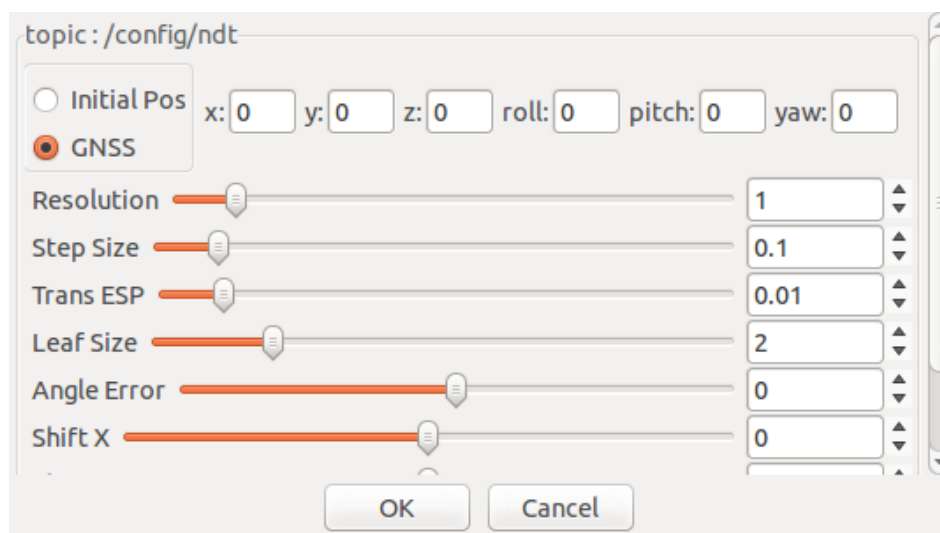 topic : /config/ndt
Initial Pos
GNSS
x: 0 y: 0 z: 0 roll: 0 pitch: 0 yaw: 0
Resolution 1
Step Size 0.1
Trans ESP 0.01
Leaf Size 2
Angle Error 0
Shift X 0
OK Cancel